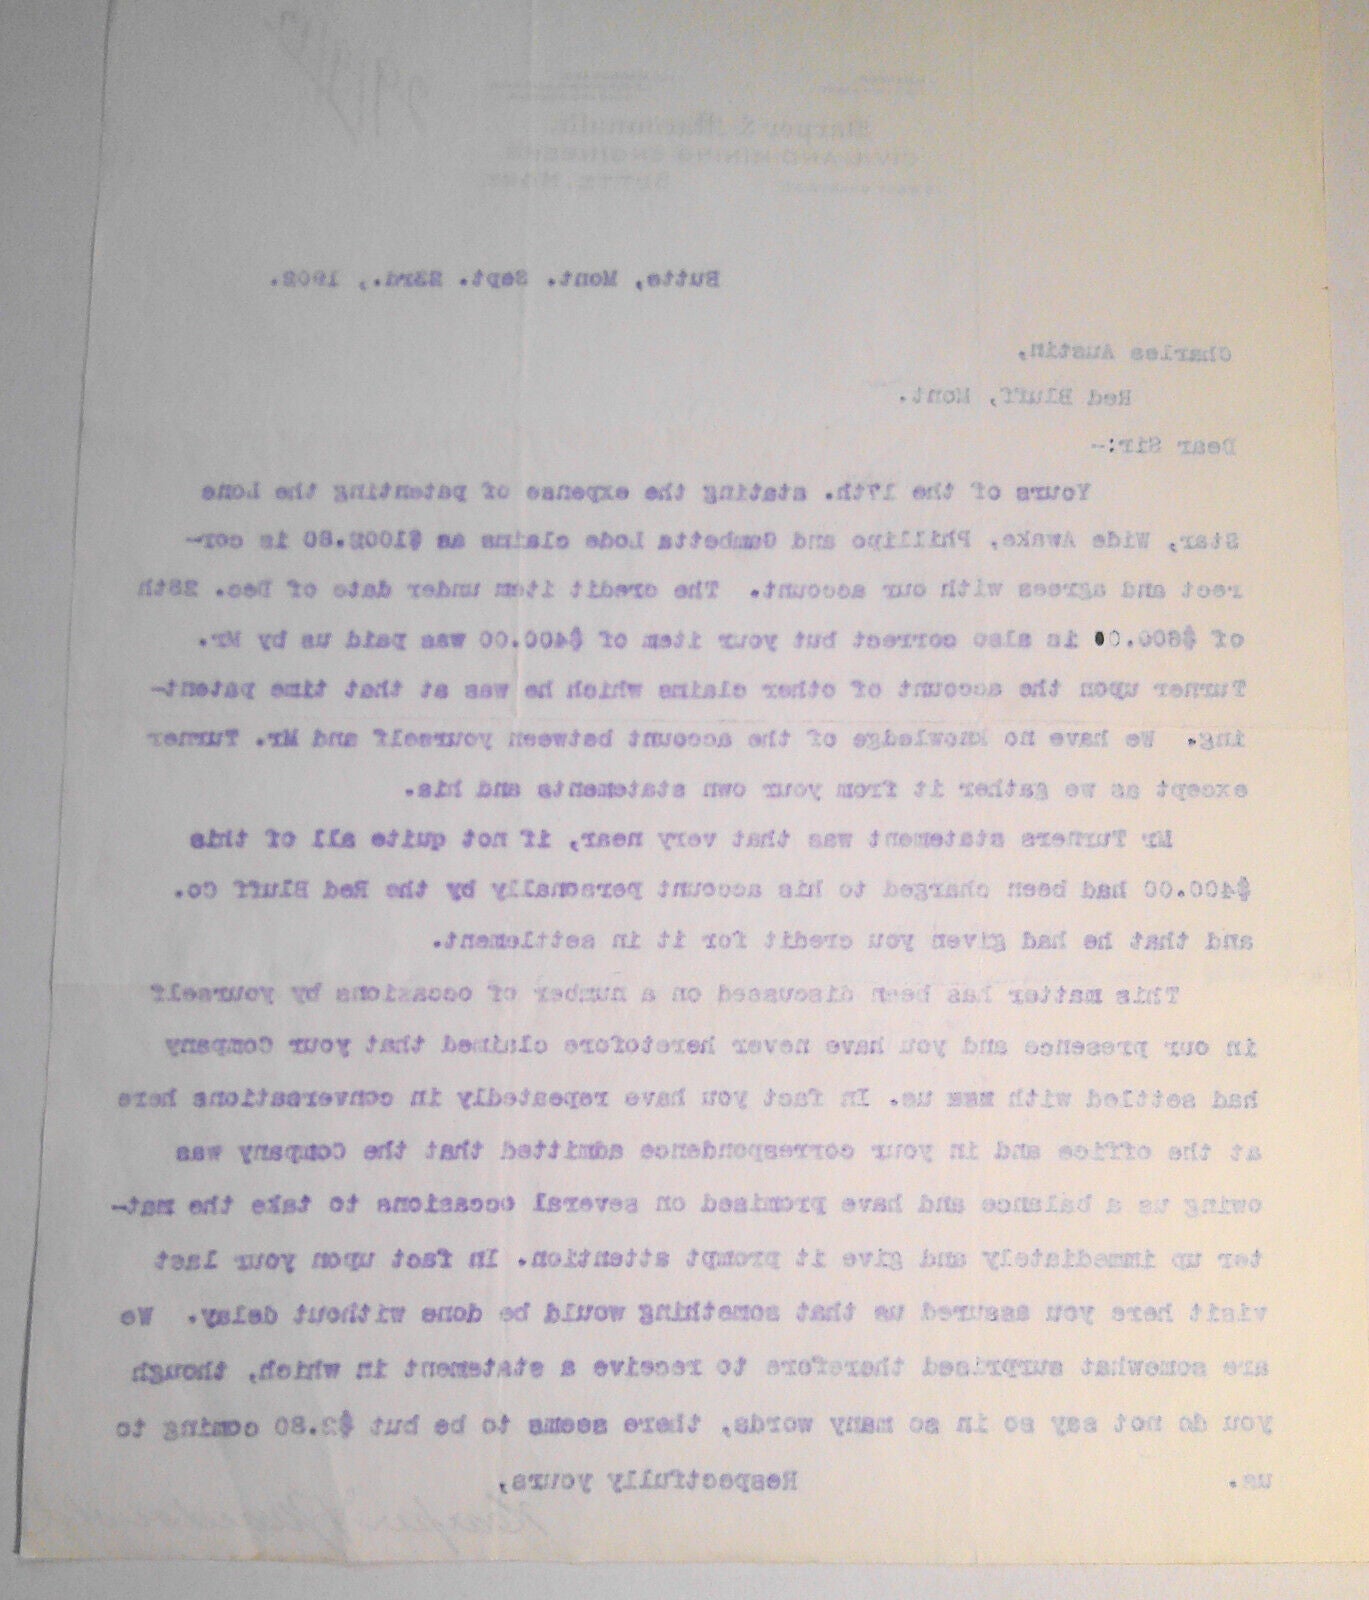 Harper & Macdonald,
CIVIL AND MINING ENGINEERS
BUTTE, MONT.
Butte, Mont. Sept. 23rd., 1902.
Charles Austin,
Red Bluff, Mont.
Dear Sir:-
Yours of the 17th. stating the expense of patenting the Lone
Star, Wide Awake, Phillipo and Gumbetta Lode claims as $1002.80 is cor-
rect and agrees with our account. The credit item under date of Dec. 28th
of $600.00 is also correct but your item of $400.00 was paid us by Mr.
Turner upon the account of other claims which he was at that time patent-
ing. We have no knowledge of the account between yourself and Mr. Turner
except as we gather it from your own statements and his.
Mr Turners statement was that very near, if not quite all of this
$400.00 had been charged to his account personally by the Red Bluff Co.
and that he had given you credit for it in settlement.
This matter has been discussed on a number of occasions by yourself
in our presence and you have never heretofore claimed that your Company
had settled with us. In fact you have repeatedly in conversations here
at the office and in your correspondence admitted that the Company was
owing us a balance and have promised on several occasions to take the mat-
ter up immediately and give it prompt attention. In fact upon your last
visit here you assured us that something would be done without delay. We
are somewhat surprised therefore to receive a statement in which, though
you do not say so in so many words, there seems to be but $2.80 coming to
us.
Respectfully yours,
Harper Macdonald